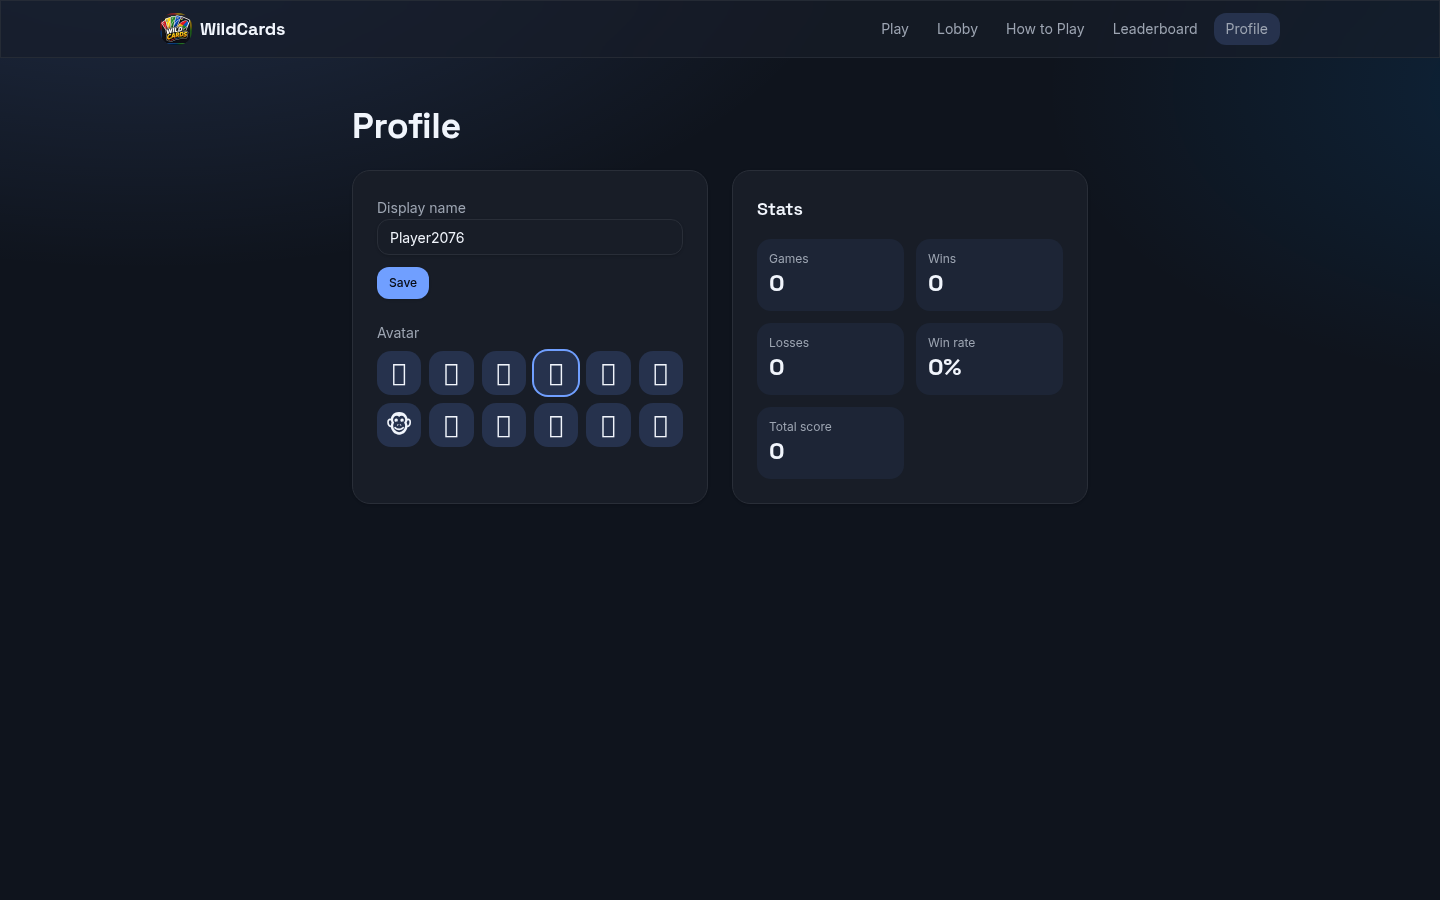 WildCards
Play
Lobby
How to Play
Leaderboard
Profile
Profile
Display name
Player2076
Save
Avatar
Stats
Games
0
Wins
0
Losses
0
Win rate
0%
Total score
0